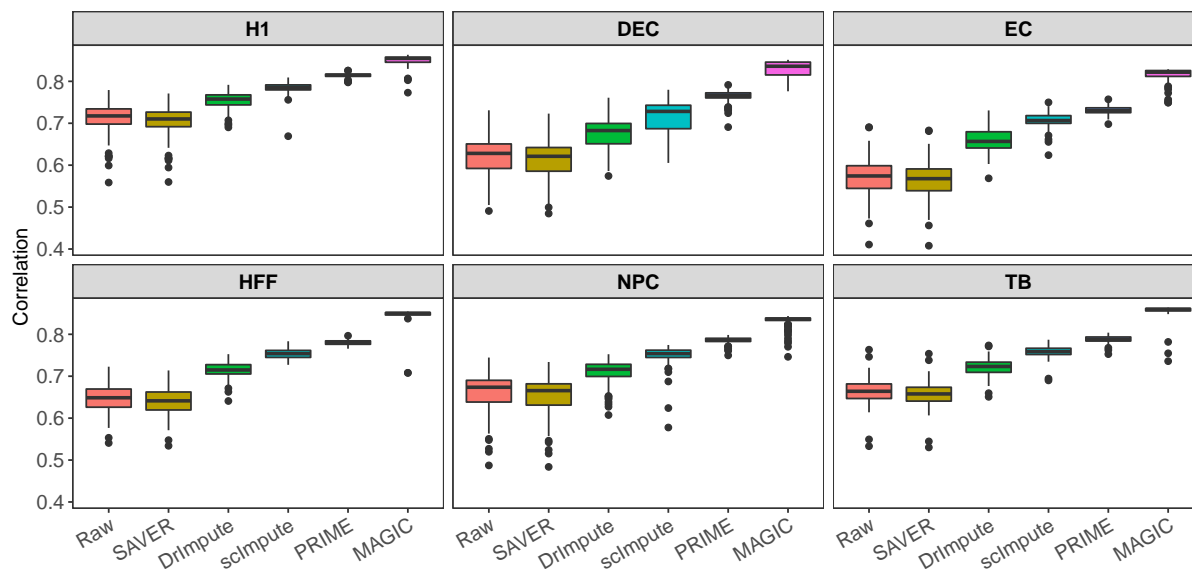 H1 DEC EC
0.8
0.7
0.6
0.5
0.4
HFF NPC TB
0.8
0.7
0.6
0.5
0.4
Correlation
Raw SAVER DrImpute scImpute PRIME MAGIC Raw SAVER DrImpute scImpute PRIME MAGIC Raw SAVER DrImpute scImpute PRIME MAGIC